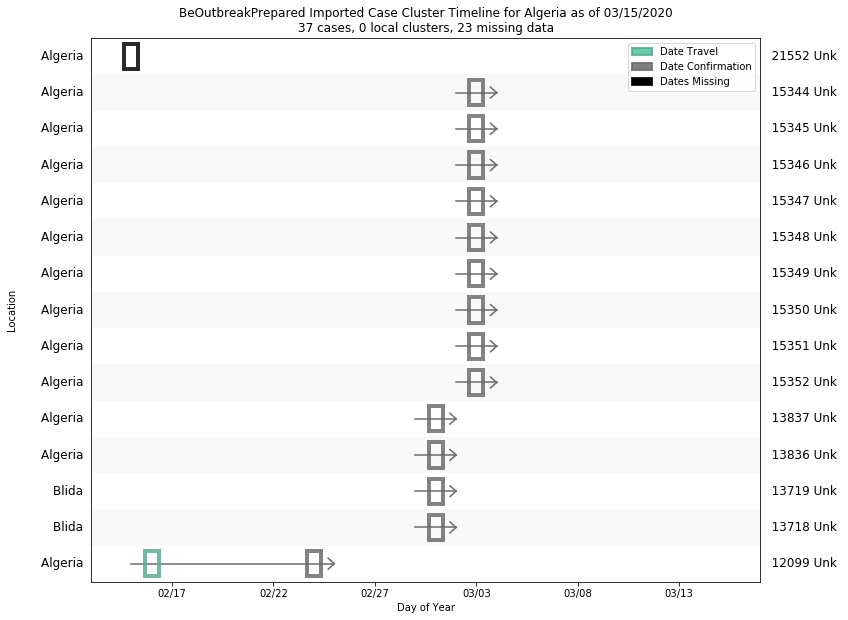 BeOutbreakPrepared Imported Case Cluster Timeline for Algeria as of 03/15/2020
37 cases, 0 local clusters, 23 missing data
Date Travel
Date Confirmation
Dates Missing
Algeria 21552 Unk
Algeria 15344 Unk
Algeria 15345 Unk
Algeria 15346 Unk
Algeria 15347 Unk
Algeria 15348 Unk
Algeria 15349 Unk
Algeria 15350 Unk
Algeria 15351 Unk
Algeria 15352 Unk
Algeria 13837 Unk
Algeria 13836 Unk
Blida 13719 Unk
Blida 13718 Unk
Algeria 12099 Unk
Location
02/17 02/22 02/27 03/03 03/08 03/13
Day of Year